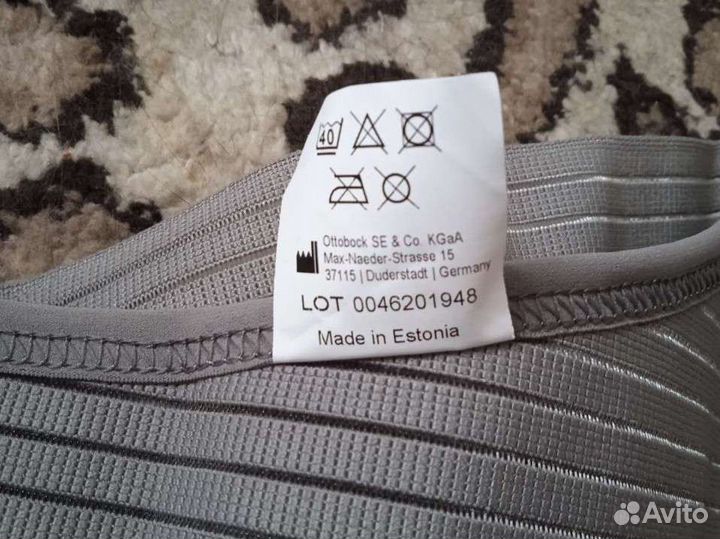 40
Ottobock SE & Co. KGaA
Max-Naeder-Strasse 15
37115 | Duderstadt | Germany
LOT 0046201948
Made in Estonia
Avito